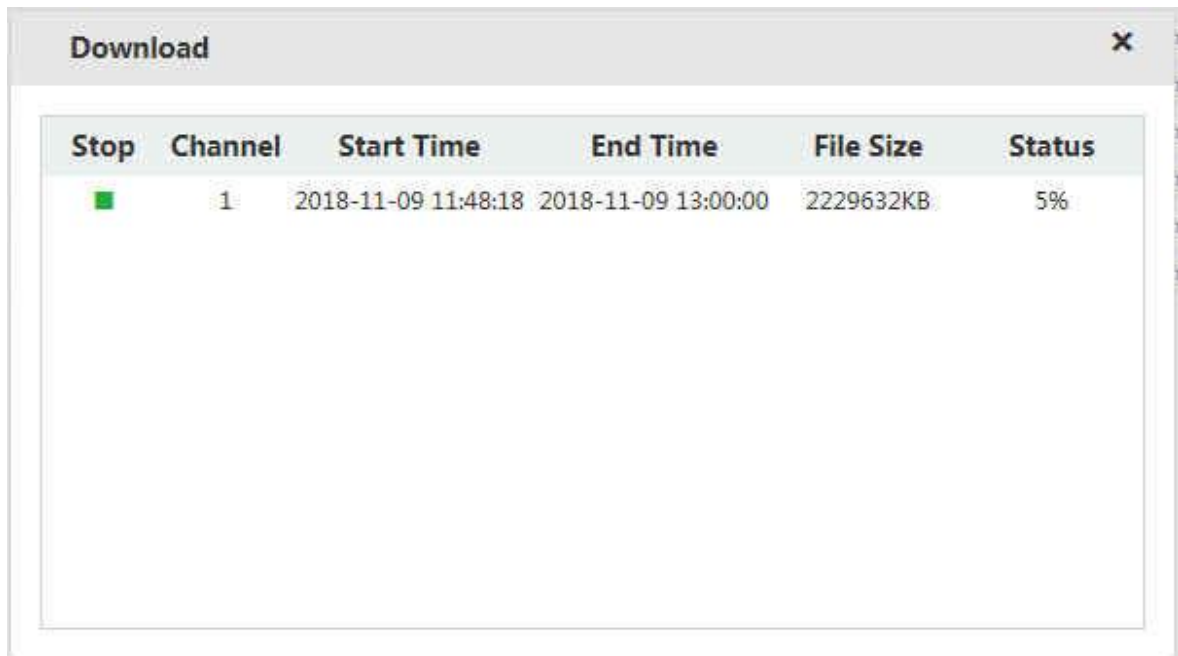 Download
Stop Channel Start Time End Time File Size Status
1 2018-11-09 11:48:18 2018-11-09 13:00:00 2229632KB 5%